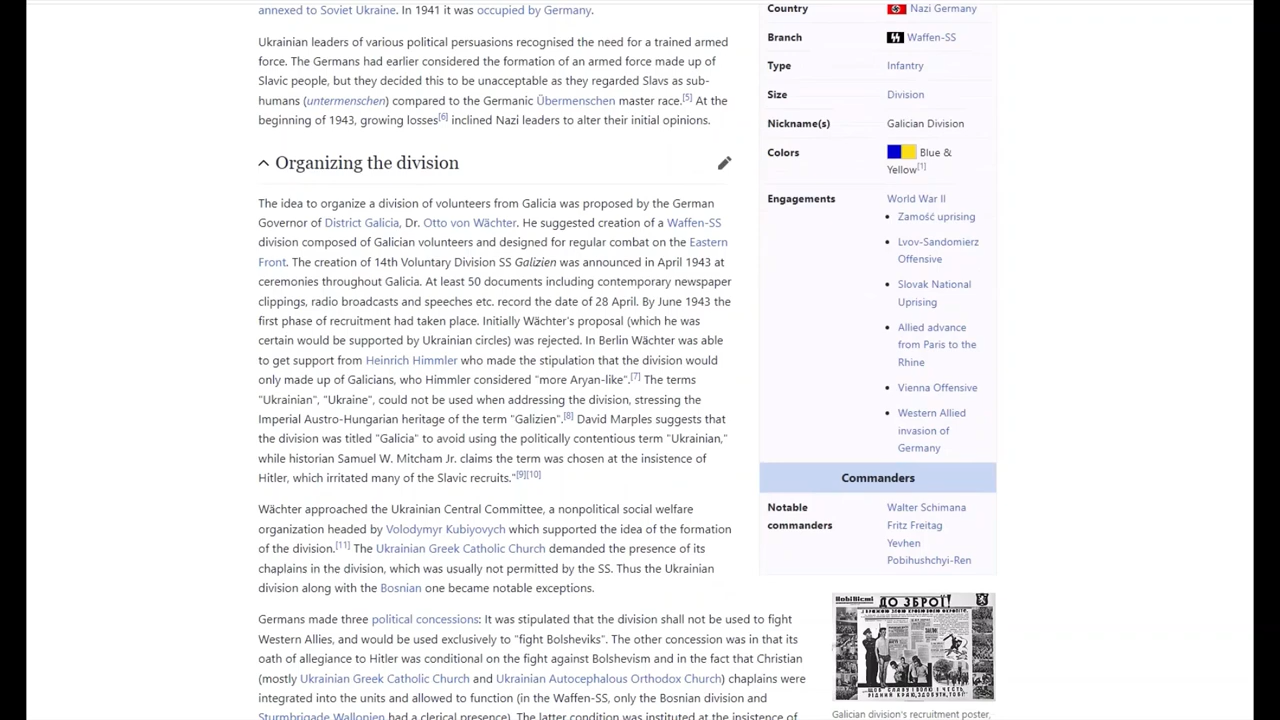 annexed to Soviet Ukraine. In 1941 it was occupied by Germany.
Ukrainian leaders of various political persuasions recognised the need for a trained armed
force. The Germans had earlier considered the formation of an armed force made up of
Slavic people, but they decided this to be unacceptable as they regarded Slavs as sub-
humans (untermenschen) compared to the Germanic Übermenschen master race.[5] At the
beginning of 1943, growing losses[6] inclined Nazi leaders to alter their initial opinions.
Organizing the division
The idea to organize a division of volunteers from Galicia was proposed by the German
Governor of District Galicia, Dr. Otto von Wächter. He suggested creation of a Waffen-SS
division composed of Galician volunteers and designed for regular combat on the Eastern
Front. The creation of 14th Voluntary Division SS Galizien was announced in April 1943 at
ceremonies throughout Galicia. At least 50 documents including contemporary newspaper
clippings, radio broadcasts and speeches etc. record the date of 28 April. By June 1943 the
first phase of recruitment had taken place. Initially Wächter's proposal (which he was
certain would be supported by Ukrainian circles) was rejected. In Berlin Wächter was able
to get support from Heinrich Himmler who made the stipulation that the division would
only made up of Galicians, who Himmler considered "more Aryan-like".[7] The terms
"Ukrainian", "Ukraine", could not be used when addressing the division, stressing the
Imperial Austro-Hungarian heritage of the term "Galizien".[8] David Marples suggests that
the division was titled "Galicia" to avoid using the politically contentious term "Ukrainian,"
while historian Samuel W. Mitcham Jr. claims the term was chosen at the insistence of
Hitler, which irritated many of the Slavic recruits."[9][10]
Wächter approached the Ukrainian Central Committee, a nonpolitical social welfare
organization headed by Volodymyr Kubiyovych which supported the idea of the formation
of the division.[11] The Ukrainian Greek Catholic Church demanded the presence of its
chaplains in the division, which was usually not permitted by the SS. Thus the Ukrainian
division along with the Bosnian one became notable exceptions.
Germans made three political concessions: It was stipulated that the division shall not be used to fight
Western Allies, and would be used exclusively to "fight Bolsheviks". The other concession was in that its
oath of allegiance to Hitler was conditional on the fight against Bolshevism and in the fact that Christian
(mostly Ukrainian Greek Catholic Church and Ukrainian Autocephalous Orthodox Church) chaplains were
integrated into the units and allowed to function (in the Waffen-SS, only the Bosnian division and
Sturmbrigade Wallonien had a clerical presence). The latter condition was instituted at the insistence of
Country Nazi Germany
Branch Waffen-SS
Type Infantry
Size Division
Nickname(s) Galician Division
Colors Blue &
Yellow[1]
Engagements World War II
• Zamość uprising
• Lvov-Sandomierz
Offensive
• Slovak National
Uprising
• Allied advance
from Paris to the
Rhine
• Vienna Offensive
• Western Allied
invasion of
Germany
Commanders
Notable Walter Schimana
commanders Fritz Freitag
Yevhen
Pobihushchyi-Ren
ДО ЗБРОЇ!
Galician division's recruitment poster,